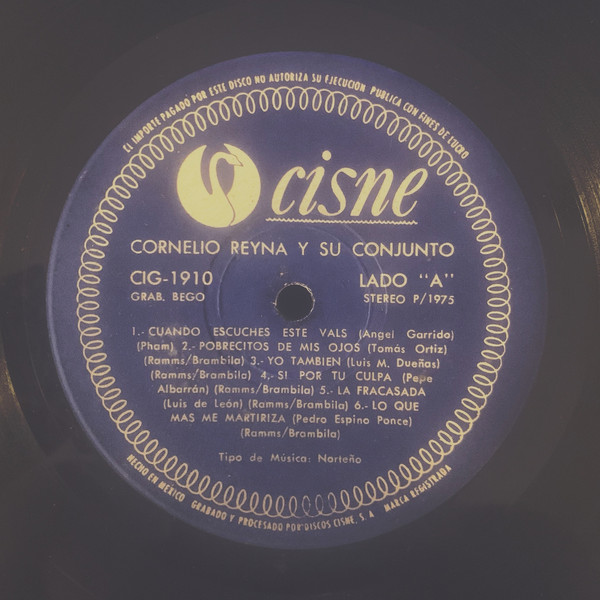 EL IMPORTE PAGADO POR ESTE DISCO NO AUTORIZA SU EJECUCION PUBLICA CON FINES DE LUCRO
cisne
CORNELIO REYNA Y SU CONJUNTO
CIG-1910 LADO "A"
GRAB. BEGO STEREO P/1975
1.- CUANDO ESCUCHES ESTE VALS (Angel Garrido)
(Pham) 2.- POBRECITOS DE MIS OJOS (Tomás Ortiz)
(Ramms/Brambila) 3.- YO TAMBIEN (Luis M. Dueñas)
(Ramms/Brambila) 4.- SI POR TU CULPA (Pepe
Albarrán) (Ramms/Brambila) 5.- LA FRACASADA
(Luis de León) (Ramms/Brambila) 6.- LO QUE
MAS ME MARTIRIZA (Pedro Espino Ponce)
(Ramms/Brambila)
Tipo de Música: Norteño
HECHO EN MÉXICO GRABADO Y PROCESADO POR DISCOS CISNE, S. A. MARCA REGISTRADA